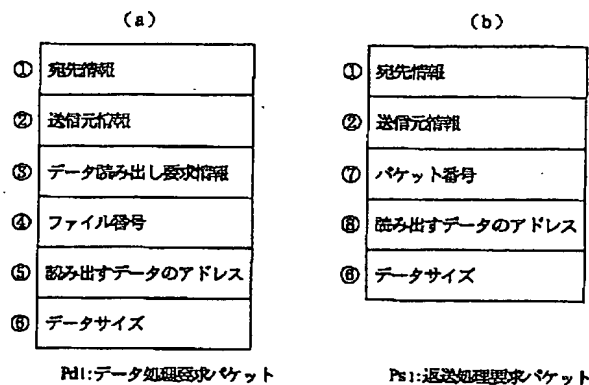 (a)
① 宛先情報
② 送信元情報
③ データ読み出し要求情報
④ ファイル番号
⑤ 読み出すデータのアドレス
⑥ データサイズ
Pd1:データ処理要求パケット
(b)
① 宛先情報
② 送信元情報
⑦ パケット番号
⑧ 読み出すデータのアドレス
⑥ データサイズ
Ps1:返送処理要求パケット